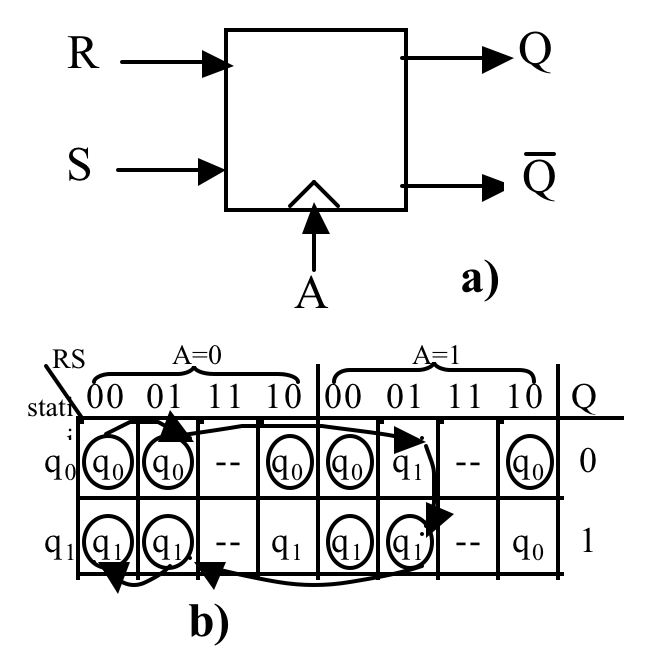 R Q
S Q̅
A
a)
RS A=0 A=1
stati 00 01 11 10 00 01 11 10 Q
q₀ q₀ q₀ -- q₀ q₀ q₁ -- q₀ 0
q₁ q₁ q₁ -- q₁ q₁ q₁ -- q₀ 1
b)